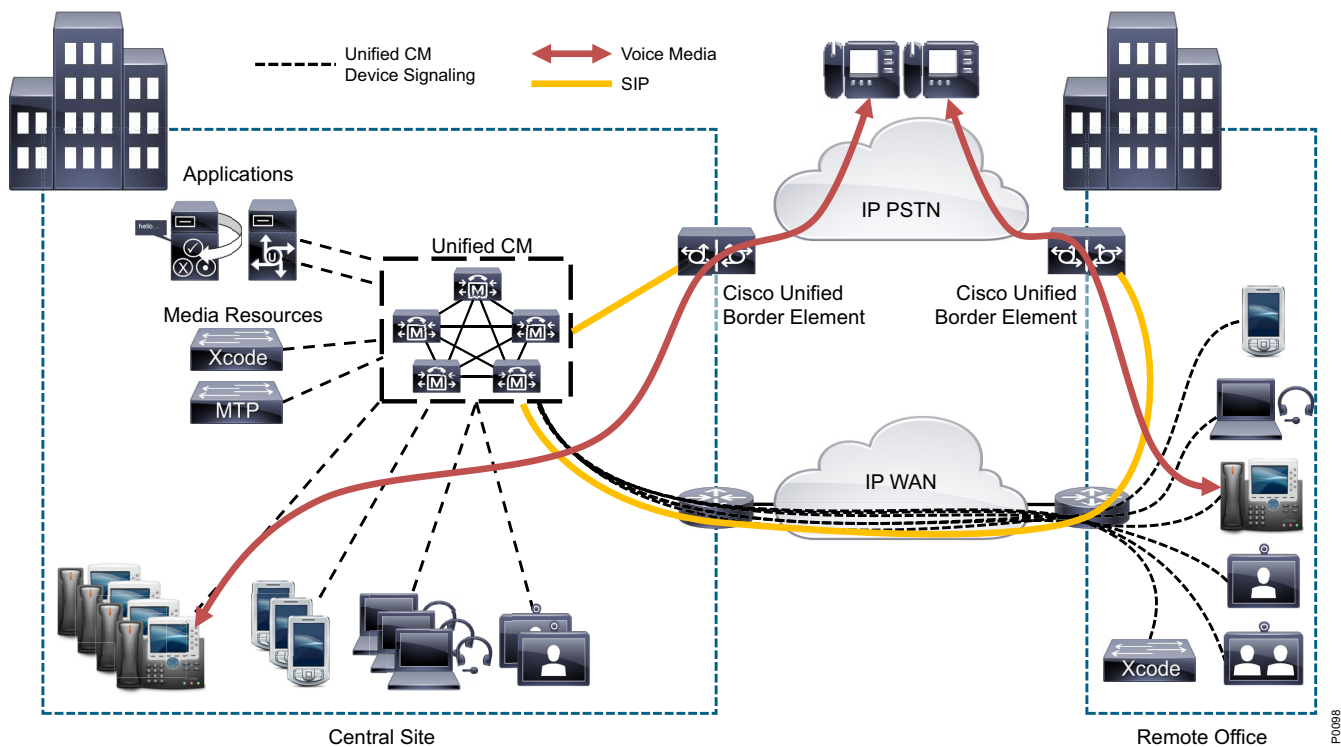 Unified CM
Device Signaling
Voice Media
SIP
Applications
hello...
U
Unified CM
M
M
M
M
M
Media Resources
Xcode
MTP
IP PSTN
Cisco Unified
Border Element
Cisco Unified
Border Element
IP WAN
Xcode
Central Site
Remote Office
P0098